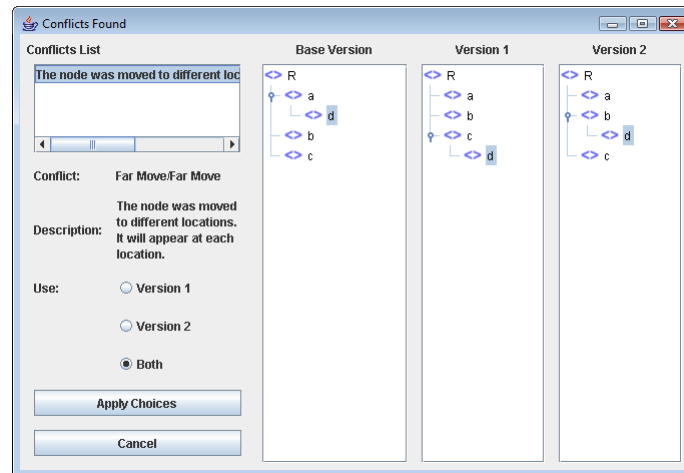 Conflicts Found
Conflicts List
The node was moved to different loc
Conflict: Far Move/Far Move
Description: The node was moved
to different locations.
It will appear at each
location.
Use: Version 1
Version 2
Both
Apply Choices
Cancel
Base Version
R
a
d
b
c
Version 1
R
a
b
c
d
Version 2
R
a
b
d
c